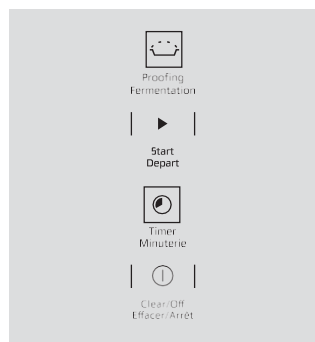 Proofing
Fermentation
Start
Depart
Timer
Minuterie
Clear/Off
Effacer/Arrêt